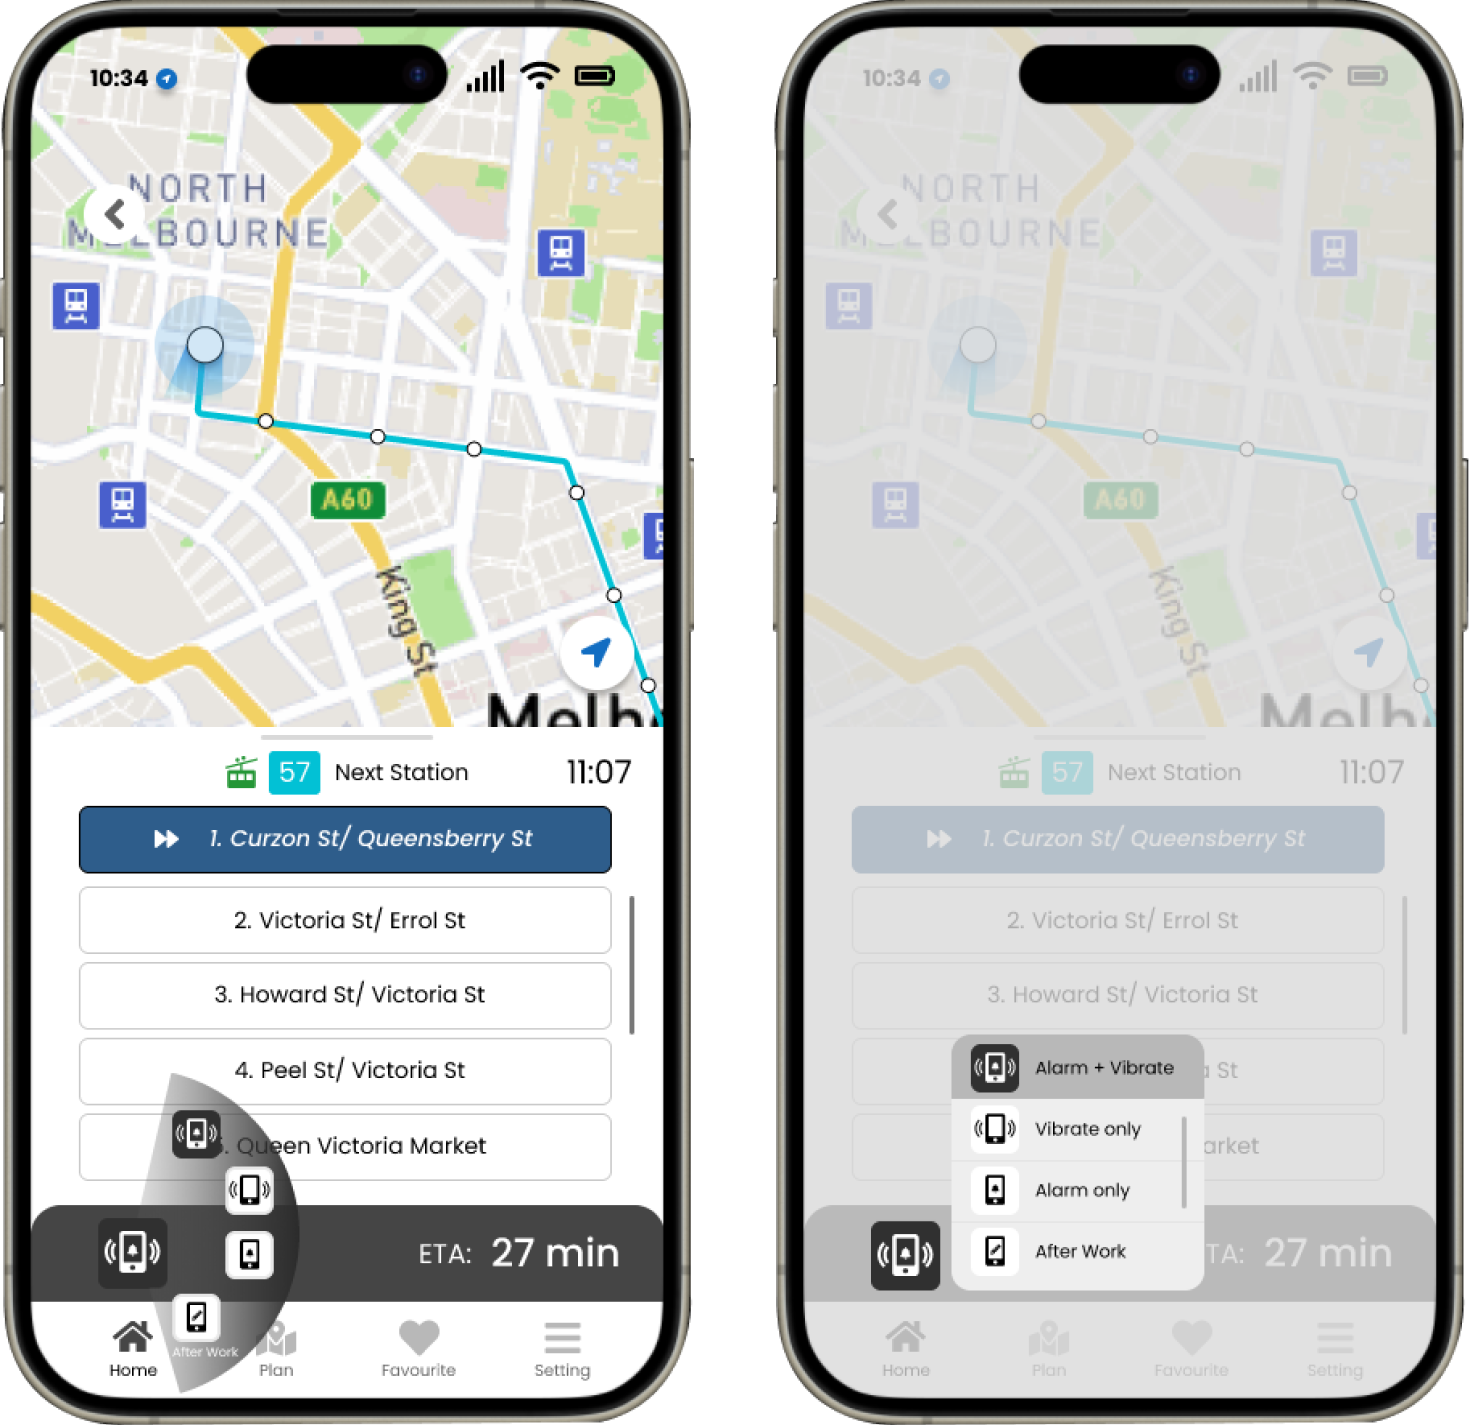 10:34
NORTH
MELBOURNE
A60
King St
Melb
57 Next Station 11:07
1. Curzon St/ Queensberry St
2. Victoria St/ Errol St
3. Howard St/ Victoria St
4. Peel St/ Victoria St
. Queen Victoria Market
ETA: 27 min
After Work
Home
Plan
Favourite
Setting
10:34
NORTH
MELBOURNE
A60
King St
Melb
57 Next Station 11:07
1. Curzon St/ Queensberry St
2. Victoria St/ Errol St
3. Howard St/ Victoria St
a St
arket
Alarm + Vibrate
Vibrate only
Alarm only
After Work
TA: 27 min
Home
Plan
Favourite
Setting